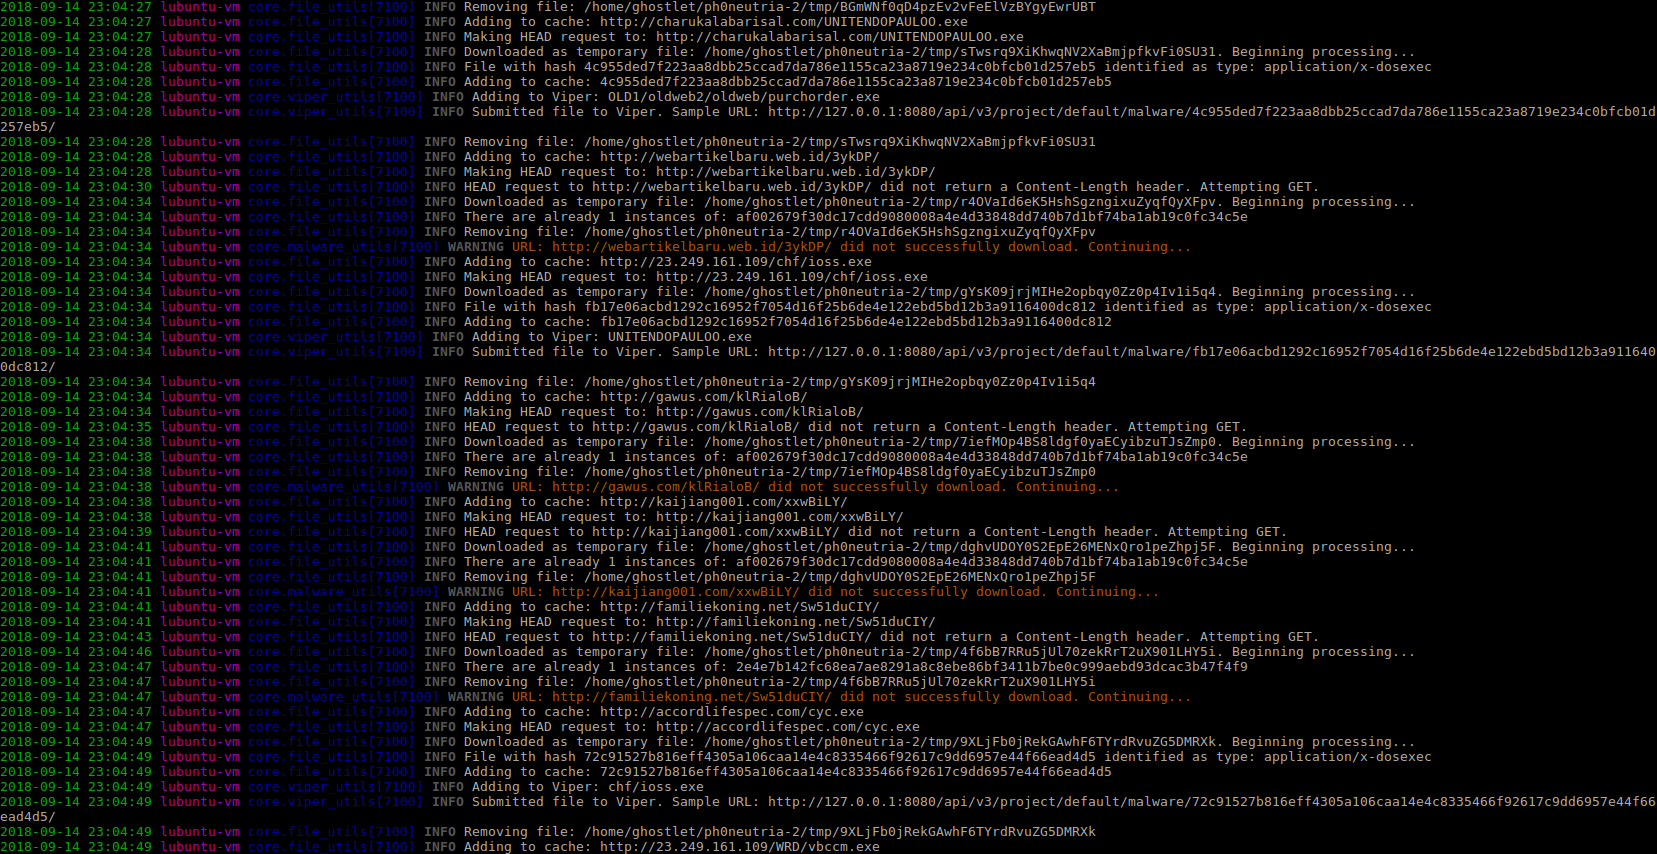 2018-09-14 23:04:27 lubuntu-vm core.file_utils[7100] INFO Removing file: /home/ghostlet/ph0neutria-2/tmp/BGmWNf0qD4pzEv2vFeElVzBYgyEwrUBT
2018-09-14 23:04:27 lubuntu-vm core.file_utils[7100] INFO Adding to cache: http://charukalabarisal.com/UNITENDOPAULOO.exe
2018-09-14 23:04:27 lubuntu-vm core.file_utils[7100] INFO Making HEAD request to: http://charukalabarisal.com/UNITENDOPAULOO.exe
2018-09-14 23:04:28 lubuntu-vm core.file_utils[7100] INFO Downloaded as temporary file: /home/ghostlet/ph0neutria-2/tmp/sTwsrq9XiKhwqNV2XaBmjpfkvFi0SU31. Beginning processing...
2018-09-14 23:04:28 lubuntu-vm core.file_utils[7100] INFO File with hash 4c955ded7f223aa8dbb25ccad7da786e1155ca23a8719e234c0bfcb01d257eb5 identified as type: application/x-dosexec
2018-09-14 23:04:28 lubuntu-vm core.file_utils[7100] INFO Adding to cache: 4c955ded7f223aa8dbb25ccad7da786e1155ca23a8719e234c0bfcb01d257eb5
2018-09-14 23:04:28 lubuntu-vm core.viper_utils[7100] INFO Adding to Viper: OLD1/oldweb2/oldweb/purchorder.exe
2018-09-14 23:04:28 lubuntu-vm core.viper_utils[7100] INFO Submitted file to Viper. Sample URL: http://127.0.0.1:8080/api/v3/project/default/malware/4c955ded7f223aa8dbb25ccad7da786e1155ca23a8719e234c0bfcb01d
257eb5/
2018-09-14 23:04:28 lubuntu-vm core.file_utils[7100] INFO Removing file: /home/ghostlet/ph0neutria-2/tmp/sTwsrq9XiKhwqNV2XaBmjpfkvFi0SU31
2018-09-14 23:04:28 lubuntu-vm core.file_utils[7100] INFO Adding to cache: http://webartikelbaru.web.id/3ykDP/
2018-09-14 23:04:28 lubuntu-vm core.file_utils[7100] INFO Making HEAD request to: http://webartikelbaru.web.id/3ykDP/
2018-09-14 23:04:30 lubuntu-vm core.file_utils[7100] INFO HEAD request to http://webartikelbaru.web.id/3ykDP/ did not return a Content-Length header. Attempting GET.
2018-09-14 23:04:34 lubuntu-vm core.file_utils[7100] INFO Downloaded as temporary file: /home/ghostlet/ph0neutria-2/tmp/r4OVaId6eK5HshSgzngixuZyqfQyXFpv. Beginning processing...
2018-09-14 23:04:34 lubuntu-vm core.file_utils[7100] INFO There are already 1 instances of: af002679f30dc17cdd9080008a4e4d33848dd740b7d1bf74ba1ab19c0fc34c5e
2018-09-14 23:04:34 lubuntu-vm core.file_utils[7100] INFO Removing file: /home/ghostlet/ph0neutria-2/tmp/r4OVaId6eK5HshSgzngixuZyqfQyXFpv
2018-09-14 23:04:34 lubuntu-vm core.malware_utils[7100] WARNING URL: http://webartikelbaru.web.id/3ykDP/ did not successfully download. Continuing...
2018-09-14 23:04:34 lubuntu-vm core.file_utils[7100] INFO Adding to cache: http://23.249.161.109/chf/ioss.exe
2018-09-14 23:04:34 lubuntu-vm core.file_utils[7100] INFO Making HEAD request to: http://23.249.161.109/chf/ioss.exe
2018-09-14 23:04:34 lubuntu-vm core.file_utils[7100] INFO Downloaded as temporary file: /home/ghostlet/ph0neutria-2/tmp/gYsK09jrjMIHe2opbqy0Zz0p4Iv1i5q4. Beginning processing...
2018-09-14 23:04:34 lubuntu-vm core.file_utils[7100] INFO File with hash fb17e06acbd1292c16952f7054d16f25b6de4e122ebd5bd12b3a9116400dc812 identified as type: application/x-dosexec
2018-09-14 23:04:34 lubuntu-vm core.file_utils[7100] INFO Adding to cache: fb17e06acbd1292c16952f7054d16f25b6de4e122ebd5bd12b3a9116400dc812
2018-09-14 23:04:34 lubuntu-vm core.viper_utils[7100] INFO Adding to Viper: UNITENDOPAULOO.exe
2018-09-14 23:04:34 lubuntu-vm core.viper_utils[7100] INFO Submitted file to Viper. Sample URL: http://127.0.0.1:8080/api/v3/project/default/malware/fb17e06acbd1292c16952f7054d16f25b6de4e122ebd5bd12b3a911640
0dc812/
2018-09-14 23:04:34 lubuntu-vm core.file_utils[7100] INFO Removing file: /home/ghostlet/ph0neutria-2/tmp/gYsK09jrjMIHe2opbqy0Zz0p4Iv1i5q4
2018-09-14 23:04:34 lubuntu-vm core.file_utils[7100] INFO Adding to cache: http://gawus.com/klRialoB/
2018-09-14 23:04:34 lubuntu-vm core.file_utils[7100] INFO Making HEAD request to: http://gawus.com/klRialoB/
2018-09-14 23:04:35 lubuntu-vm core.file_utils[7100] INFO HEAD request to http://gawus.com/klRialoB/ did not return a Content-Length header. Attempting GET.
2018-09-14 23:04:38 lubuntu-vm core.file_utils[7100] INFO Downloaded as temporary file: /home/ghostlet/ph0neutria-2/tmp/7iefMOp4BS8ldgf0yaECyibzuTJsZmp0. Beginning processing...
2018-09-14 23:04:38 lubuntu-vm core.file_utils[7100] INFO There are already 1 instances of: af002679f30dc17cdd9080008a4e4d33848dd740b7d1bf74ba1ab19c0fc34c5e
2018-09-14 23:04:38 lubuntu-vm core.file_utils[7100] INFO Removing file: /home/ghostlet/ph0neutria-2/tmp/7iefMOp4BS8ldgf0yaECyibzuTJsZmp0
2018-09-14 23:04:38 lubuntu-vm core.malware_utils[7100] WARNING URL: http://gawus.com/klRialoB/ did not successfully download. Continuing...
2018-09-14 23:04:38 lubuntu-vm core.file_utils[7100] INFO Adding to cache: http://kaijiang001.com/xxwBiLY/
2018-09-14 23:04:38 lubuntu-vm core.file_utils[7100] INFO Making HEAD request to: http://kaijiang001.com/xxwBiLY/
2018-09-14 23:04:39 lubuntu-vm core.file_utils[7100] INFO HEAD request to http://kaijiang001.com/xxwBiLY/ did not return a Content-Length header. Attempting GET.
2018-09-14 23:04:41 lubuntu-vm core.file_utils[7100] INFO Downloaded as temporary file: /home/ghostlet/ph0neutria-2/tmp/dghvUDOY0S2EpE26MENxQro1peZhpj5F. Beginning processing...
2018-09-14 23:04:41 lubuntu-vm core.file_utils[7100] INFO There are already 1 instances of: af002679f30dc17cdd9080008a4e4d33848dd740b7d1bf74ba1ab19c0fc34c5e
2018-09-14 23:04:41 lubuntu-vm core.file_utils[7100] INFO Removing file: /home/ghostlet/ph0neutria-2/tmp/dghvUDOY0S2EpE26MENxQro1peZhpj5F
2018-09-14 23:04:41 lubuntu-vm core.malware_utils[7100] WARNING URL: http://kaijiang001.com/xxwBiLY/ did not successfully download. Continuing...
2018-09-14 23:04:41 lubuntu-vm core.file_utils[7100] INFO Adding to cache: http://familiekoning.net/Sw51duCIY/
2018-09-14 23:04:41 lubuntu-vm core.file_utils[7100] INFO Making HEAD request to: http://familiekoning.net/Sw51duCIY/
2018-09-14 23:04:43 lubuntu-vm core.file_utils[7100] INFO HEAD request to http://familiekoning.net/Sw51duCIY/ did not return a Content-Length header. Attempting GET.
2018-09-14 23:04:46 lubuntu-vm core.file_utils[7100] INFO Downloaded as temporary file: /home/ghostlet/ph0neutria-2/tmp/4f6bB7RRu5jUl70zekRrT2uX901LHY5i. Beginning processing...
2018-09-14 23:04:47 lubuntu-vm core.file_utils[7100] INFO There are already 1 instances of: 2e4e7b142fc68ea7ae8291a8c8ebe86bf3411b7be0c999aebd93dcac3b47f4f9
2018-09-14 23:04:47 lubuntu-vm core.file_utils[7100] INFO Removing file: /home/ghostlet/ph0neutria-2/tmp/4f6bB7RRu5jUl70zekRrT2uX901LHY5i
2018-09-14 23:04:47 lubuntu-vm core.malware_utils[7100] WARNING URL: http://familiekoning.net/Sw51duCIY/ did not successfully download. Continuing...
2018-09-14 23:04:47 lubuntu-vm core.file_utils[7100] INFO Adding to cache: http://accordlifespec.com/cyc.exe
2018-09-14 23:04:47 lubuntu-vm core.file_utils[7100] INFO Making HEAD request to: http://accordlifespec.com/cyc.exe
2018-09-14 23:04:49 lubuntu-vm core.file_utils[7100] INFO Downloaded as temporary file: /home/ghostlet/ph0neutria-2/tmp/9XLjFb0jRekGAwhF6TYrdRvuZG5DMRXk. Beginning processing...
2018-09-14 23:04:49 lubuntu-vm core.file_utils[7100] INFO File with hash 72c91527b816eff4305a106caa14e4c8335466f92617c9dd6957e44f66ead4d5 identified as type: application/x-dosexec
2018-09-14 23:04:49 lubuntu-vm core.file_utils[7100] INFO Adding to cache: 72c91527b816eff4305a106caa14e4c8335466f92617c9dd6957e44f66ead4d5
2018-09-14 23:04:49 lubuntu-vm core.viper_utils[7100] INFO Adding to Viper: chf/ioss.exe
2018-09-14 23:04:49 lubuntu-vm core.viper_utils[7100] INFO Submitted file to Viper. Sample URL: http://127.0.0.1:8080/api/v3/project/default/malware/72c91527b816eff4305a106caa14e4c8335466f92617c9dd6957e44f66
ead4d5/
2018-09-14 23:04:49 lubuntu-vm core.file_utils[7100] INFO Removing file: /home/ghostlet/ph0neutria-2/tmp/9XLjFb0jRekGAwhF6TYrdRvuZG5DMRXk
2018-09-14 23:04:49 lubuntu-vm core.file_utils[7100] INFO Adding to cache: http://23.249.161.109/WRD/vbccm.exe